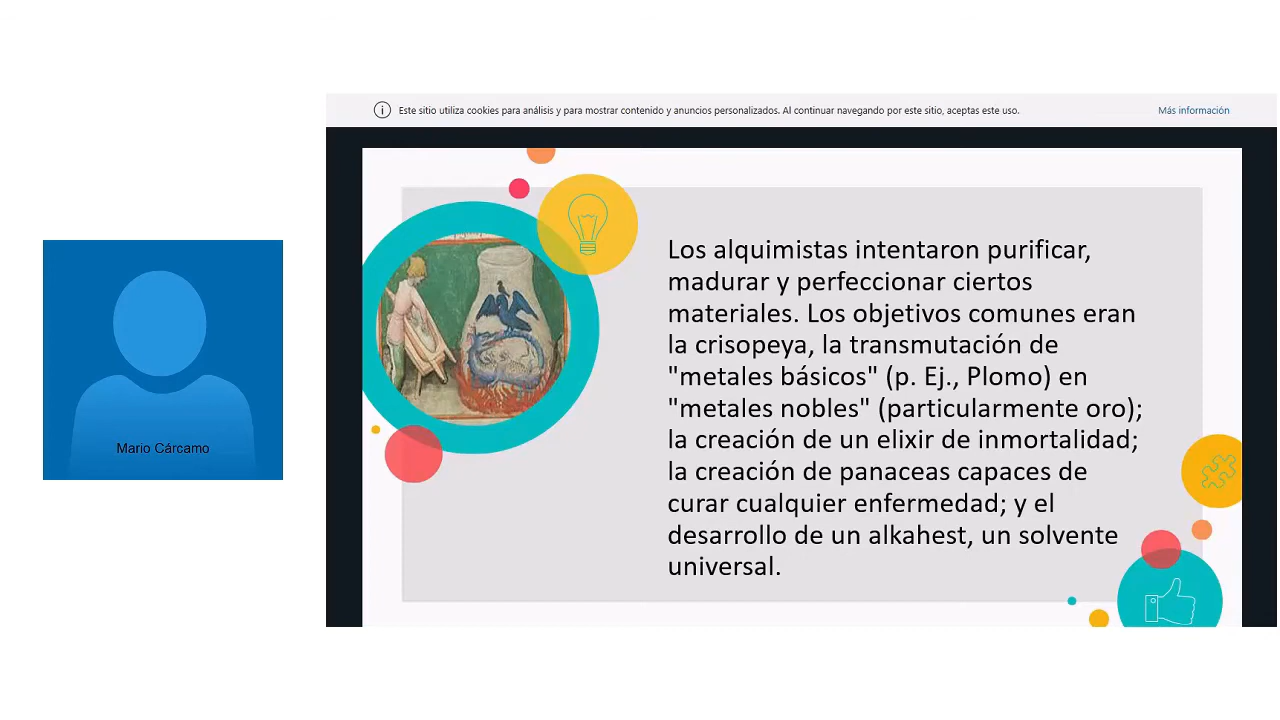 Este sitio utiliza cookies para análisis y para mostrar contenido y anuncios personalizados. Al continuar navegando por este sitio, aceptas este uso.
Más información
Mario Cárcamo
Los alquimistas intentaron purificar,
madurar y perfeccionar ciertos
materiales. Los objetivos comunes eran
la crisopeya, la transmutación de
"metales básicos" (p. Ej., Plomo) en
"metales nobles" (particularmente oro);
la creación de un elixir de inmortalidad;
la creación de panaceas capaces de
curar cualquier enfermedad; y el
desarrollo de un alkahest, un solvente
universal.